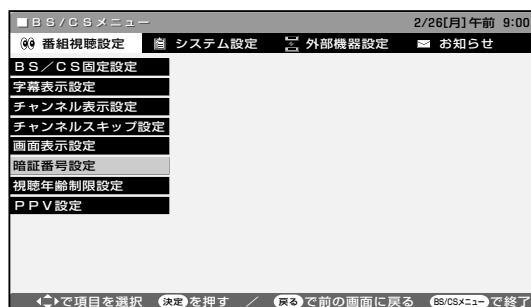 ■BS/CSメニュー 2/26[月]午前 9:00
番組視聴設定 システム設定 外部機器設定 お知らせ
BS/CS固定設定
字幕表示設定
チャンネル表示設定
チャンネルスキップ設定
画面表示設定
暗証番号設定
視聴年齢制限設定
PPV設定
で項目を選択 決定を押す / 戻るで前の画面に戻る BS/CSメニューで終了